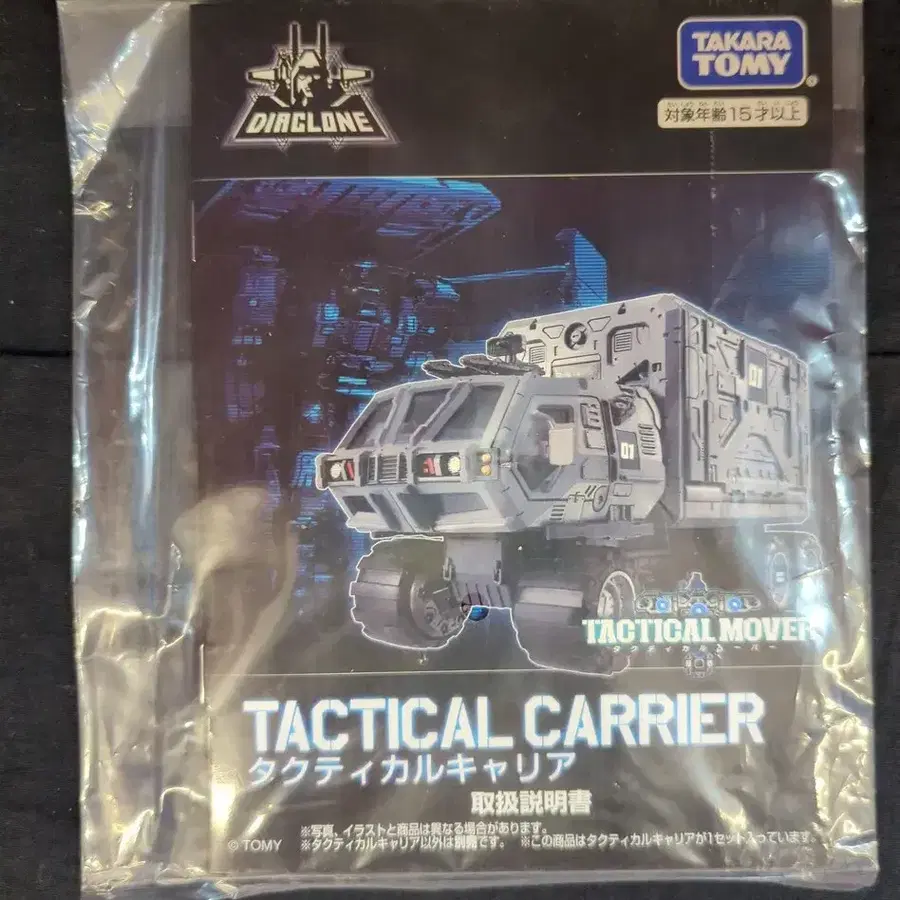 DIACLONE
TAKARA
TOMY
対象年齢15才以上
01
01
TACTICAL MOVER
タクティカルムーバー
TACTICAL CARRIER
タクティカルキャリア
取扱説明書
※写真、イラストと商品は異なる場合があります。
© TOMY ※タクティカルキャリア以外は別売です。 ※この商品はタクティカルキャリアが1セット入っています。